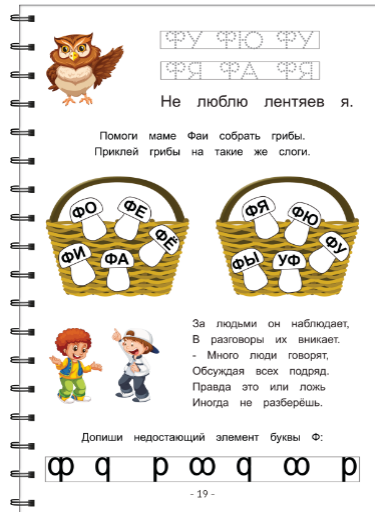 ФУ ФЮ ФУ
ФЯ ФА ФЯ
Не люблю лентяев я.
Помоги маме Фаи собрать грибы.
Приклей грибы на такие же слоги.
ФО ФЕ ФЁ ФИ ФА
ФЯ ФЮ ФУ ФЫ УФ
За людьми он наблюдает,
В разговоры их вникает.
- Много люди говорят,
Обсуждая всех подряд.
Правда это или ложь
Иногда не разберёшь.
Допиши недостающий элемент буквы Ф:
- 19 -